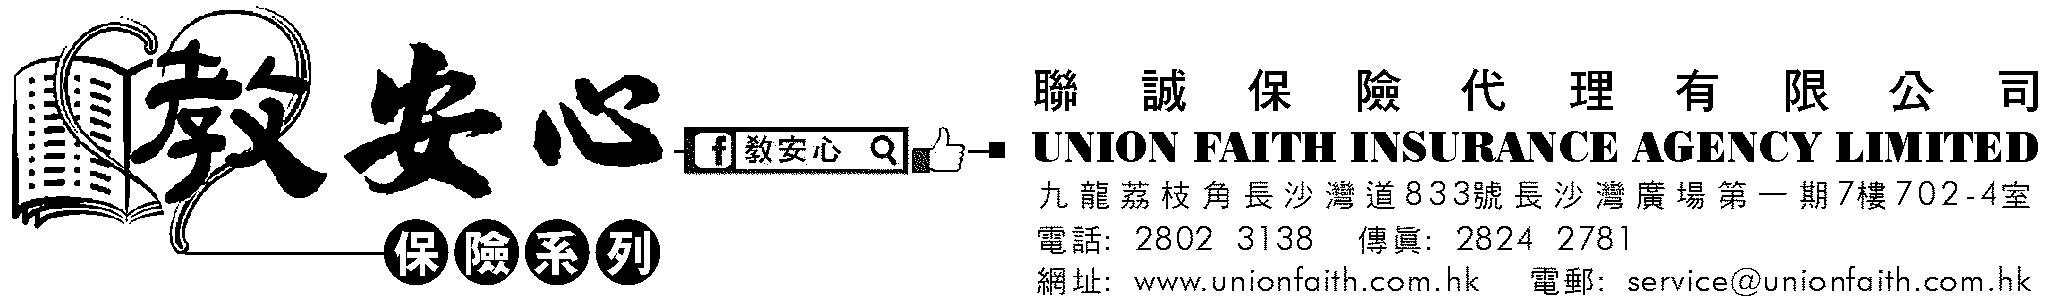 教安心
保險系列
f 教安心
聯誠保險代理有限公司
UNION FAITH INSURANCE AGENCY LIMITED
九龍荔枝角長沙灣道833號長沙灣廣場第一期7樓702-4室
電話: 2802 3138 傳眞: 2824 2781
網址: www.unionfaith.com.hk 電郵: service@unionfaith.com.hk